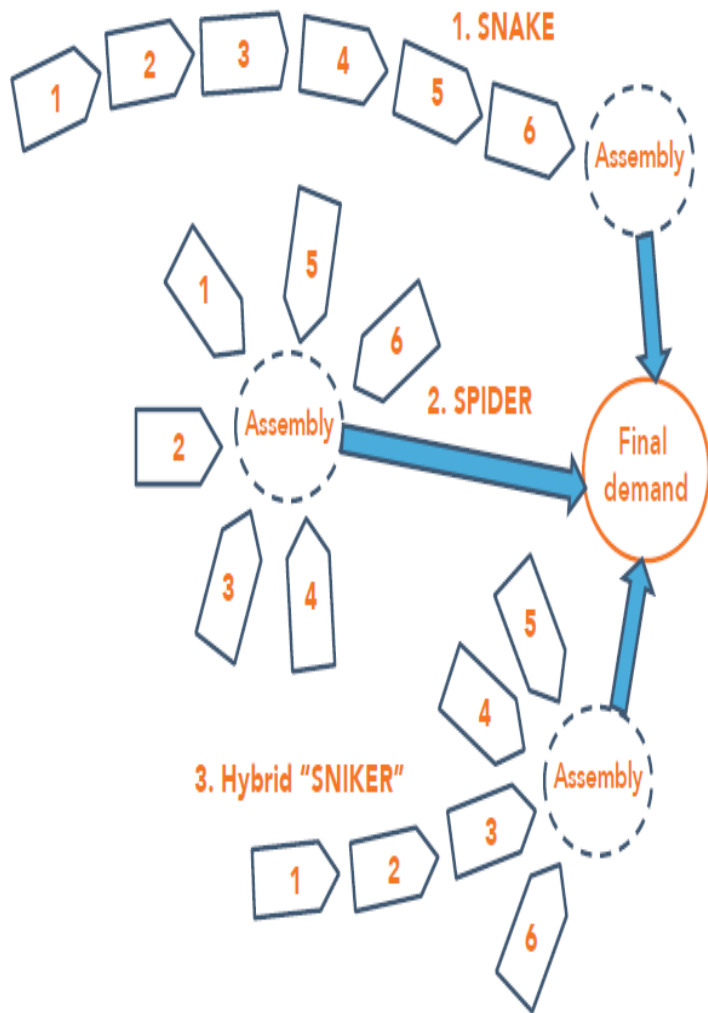 1. SNAKE
1
2
3
4
5
6
Assembly
1
5
6
2
Assembly
3
4
2. SPIDER
Final
demand
5
4
3. Hybrid “SNIKER”
Assembly
1
2
3
6